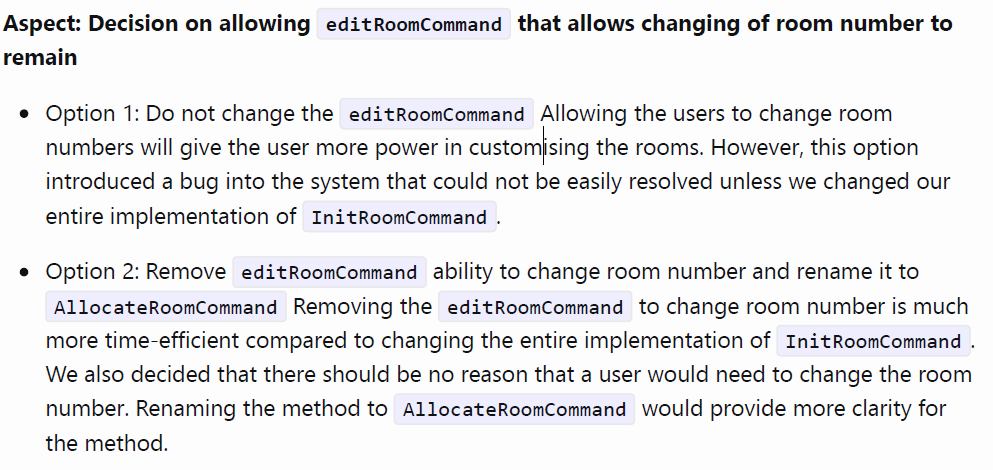 Aspect: Decision on allowing editRoomCommand that allows changing of room number to
remain
Option 1: Do not change the editRoomCommand Allowing the users to change room
numbers will give the user more power in customising the rooms. However, this option
introduced a bug into the system that could not be easily resolved unless we changed our
entire implementation of InitRoomCommand.
Option 2: Remove editRoomCommand ability to change room number and rename it to
AllocateRoomCommand Removing the editRoomCommand to change room number is much
more time-efficient compared to changing the entire implementation of InitRoomCommand.
We also decided that there should be no reason that a user would need to change the room
number. Renaming the method to AllocateRoomCommand would provide more clarity for
the method.